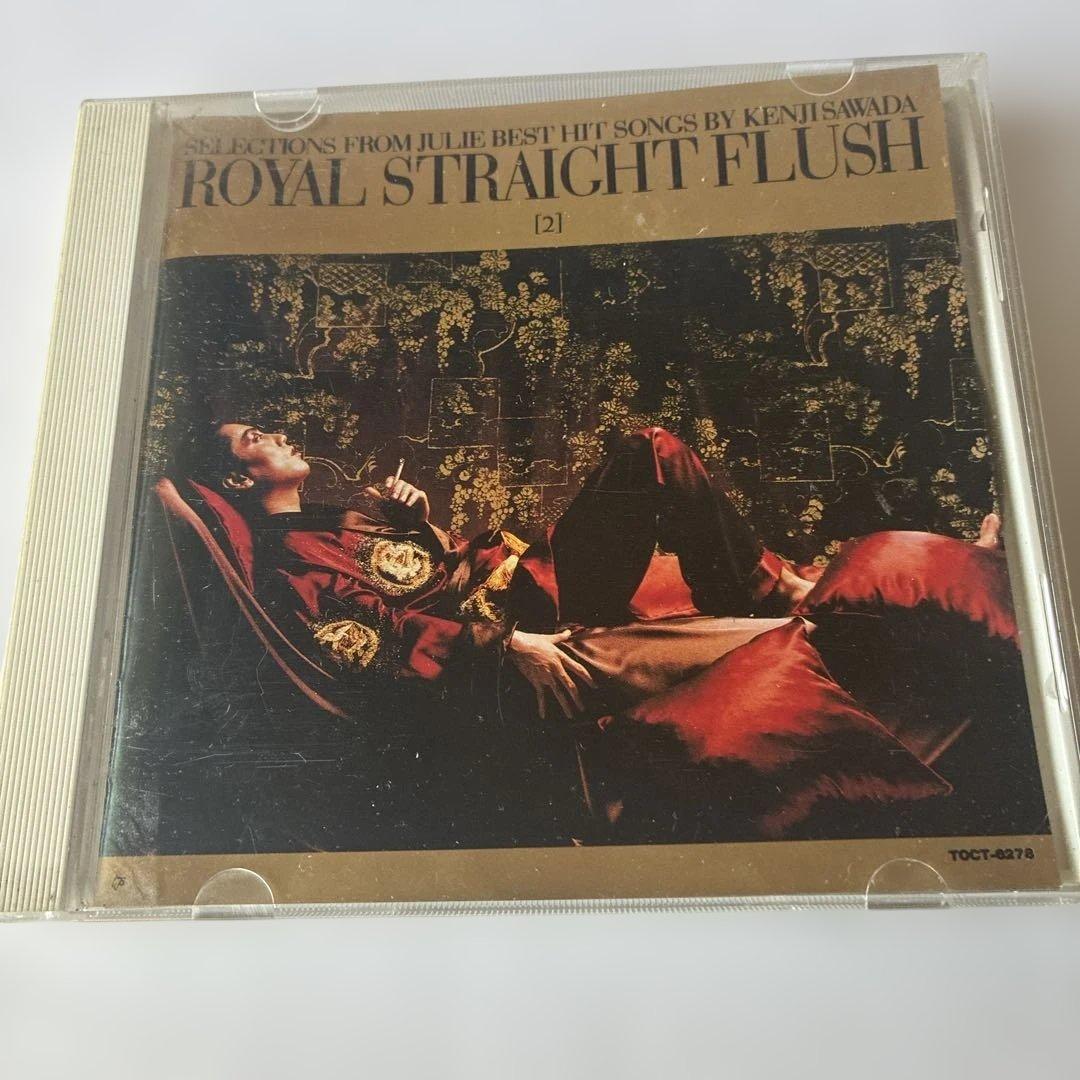 SELECTIONS FROM JULIE BEST HIT SONGS BY KENJI SAWADA
ROYAL STRAIGHT FLUSH
[2]
TOCT-6278